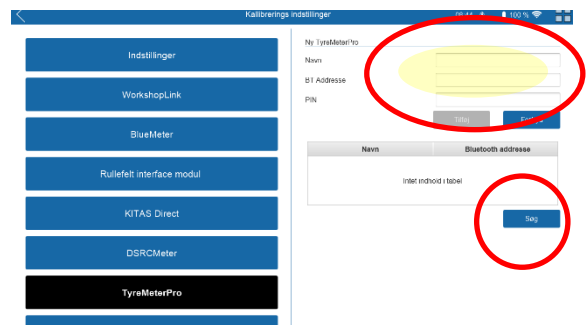 Kallibrerings indstillinger
100 %
Indstillinger
WorkshopLink
BlueMeter
Rullefelt interface modul
KITAS Direct
DSRCMeter
TyreMeterPro
Ny TyreMeterPro
Navn
BT Addresse
PIN
Tilføj
Navn Bluetooth addresse
Intet indhold i tabel
Søg